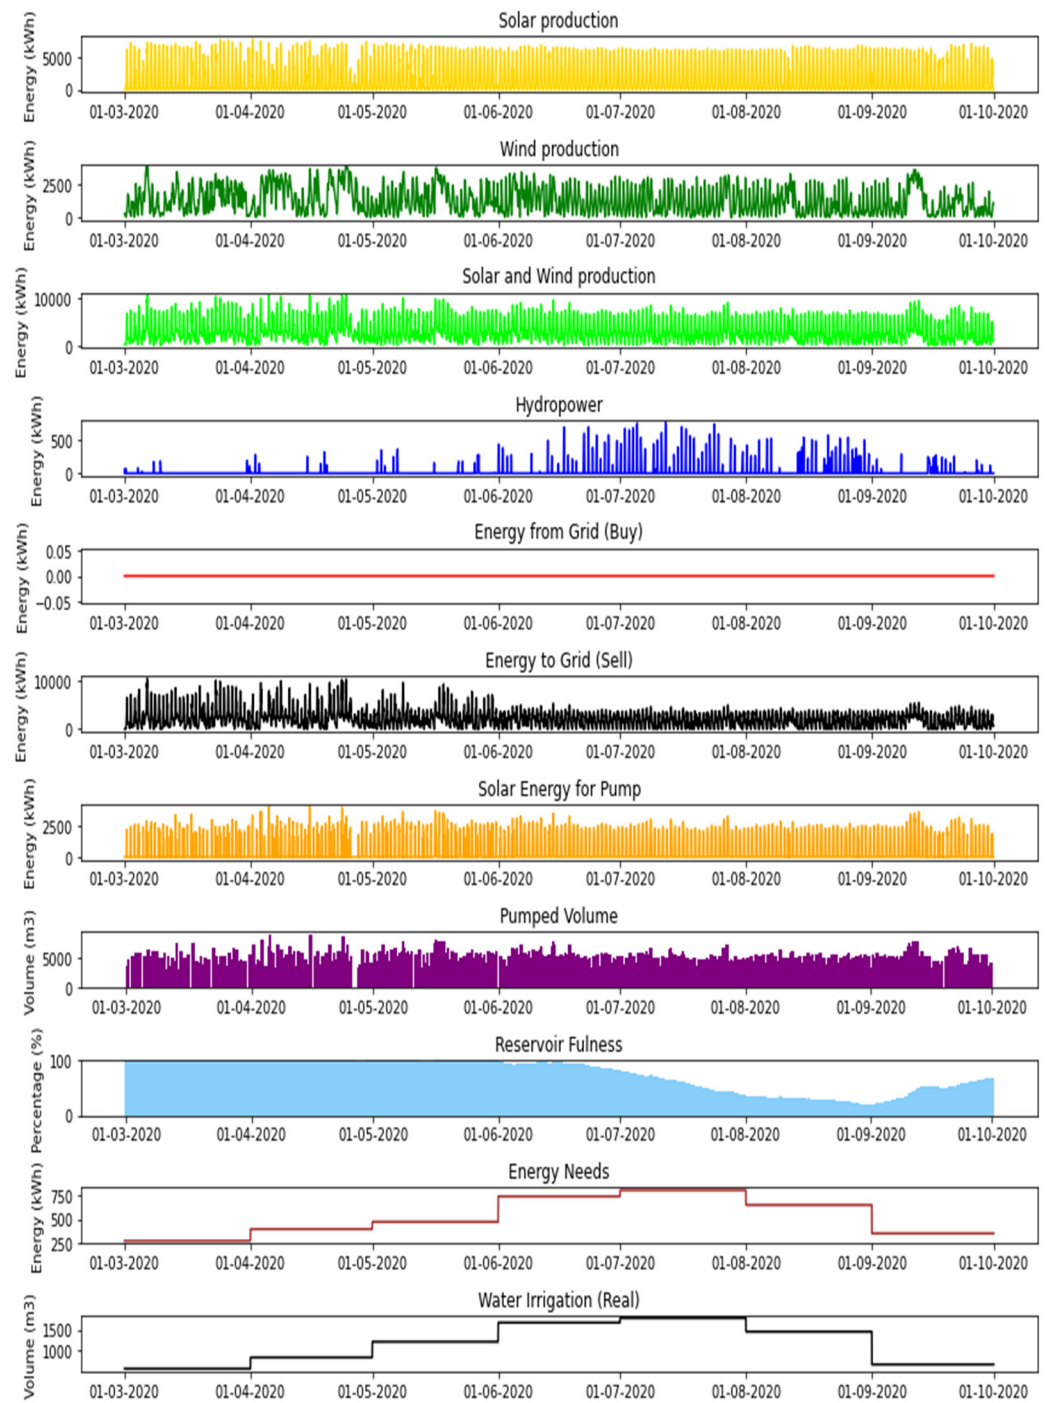 Solar production
Energy (kWh)
5000
0
01-03-2020 01-04-2020 01-05-2020 01-06-2020 01-07-2020 01-08-2020 01-09-2020 01-10-2020
Wind production
Energy (kWh)
2500
0
01-03-2020 01-04-2020 01-05-2020 01-06-2020 01-07-2020 01-08-2020 01-09-2020 01-10-2020
Solar and Wind production
Energy (kWh)
10000
0
01-03-2020 01-04-2020 01-05-2020 01-06-2020 01-07-2020 01-08-2020 01-09-2020 01-10-2020
Hydropower
Energy (kWh)
500
0
01-03-2020 01-04-2020 01-05-2020 01-06-2020 01-07-2020 01-08-2020 01-09-2020 01-10-2020
Energy from Grid (Buy)
Energy (kWh)
0.05
0.00
−0.05
01-03-2020 01-04-2020 01-05-2020 01-06-2020 01-07-2020 01-08-2020 01-09-2020 01-10-2020
Energy to Grid (Sell)
Energy (kWh)
10000
0
01-03-2020 01-04-2020 01-05-2020 01-06-2020 01-07-2020 01-08-2020 01-09-2020 01-10-2020
Solar Energy for Pump
Energy (kWh)
2500
0
01-03-2020 01-04-2020 01-05-2020 01-06-2020 01-07-2020 01-08-2020 01-09-2020 01-10-2020
Pumped Volume
Volume (m3)
5000
0
01-03-2020 01-04-2020 01-05-2020 01-06-2020 01-07-2020 01-08-2020 01-09-2020 01-10-2020
Reservoir Fulness
Percentage (%)
100
0
01-03-2020 01-04-2020 01-05-2020 01-06-2020 01-07-2020 01-08-2020 01-09-2020 01-10-2020
Energy Needs
Energy (kWh)
750
500
250
01-03-2020 01-04-2020 01-05-2020 01-06-2020 01-07-2020 01-08-2020 01-09-2020 01-10-2020
Water Irrigation (Real)
Volume (m3)
1500
1000
01-03-2020 01-04-2020 01-05-2020 01-06-2020 01-07-2020 01-08-2020 01-09-2020 01-10-2020